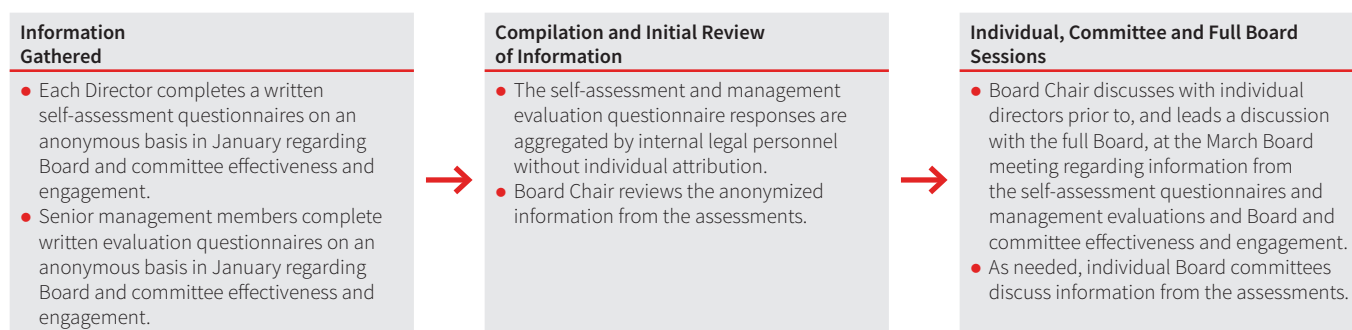 Information
Gathered
● Each Director completes a written
self-assessment questionnaires on an
anonymous basis in January regarding
Board and committee effectiveness and
engagement.
● Senior management members complete
written evaluation questionnaires on an
anonymous basis in January regarding
Board and committee effectiveness and
engagement.
Compilation and Initial Review
of Information
● The self-assessment and management
evaluation questionnaire responses are
aggregated by internal legal personnel
without individual attribution.
● Board Chair reviews the anonymized
information from the assessments.
Individual, Committee and Full Board
Sessions
● Board Chair discusses with individual
directors prior to, and leads a discussion
with the full Board, at the March Board
meeting regarding information from
the self-assessment questionnaires and
management evaluations and Board and
committee effectiveness and engagement.
● As needed, individual Board committees
discuss information from the assessments.